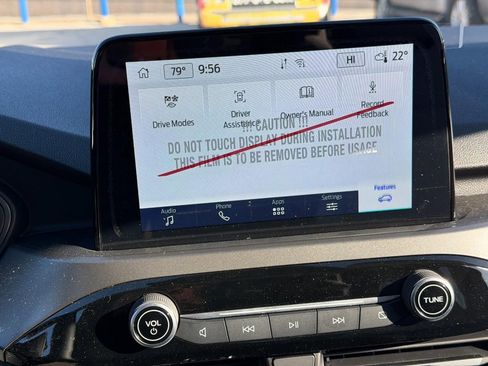 79° 9:56 HI 22°
Drive Modes
Driver
Assistance
Owner's Manual
Record
Feedback
!!! CAUTION !!!
DO NOT TOUCH DISPLAY DURING INSTALLATION
THIS FILM IS TO BE REMOVED BEFORE USAGE
Audio Phone Apps Settings Features
VOL
TUNE